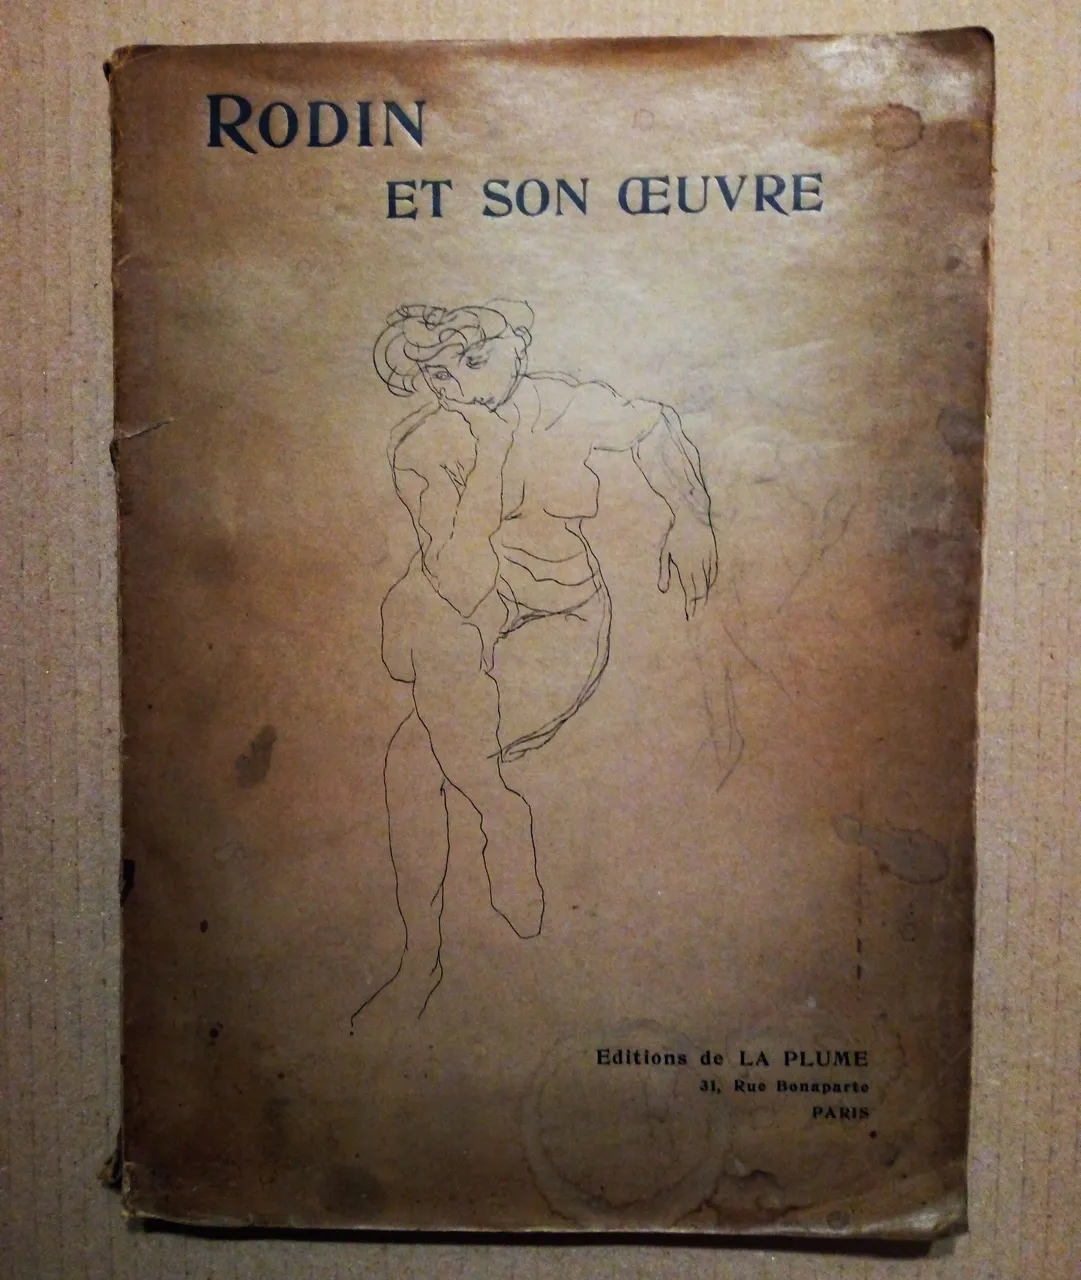 RODIN
ET SON ŒUVRE
Editions de LA PLUME
31, Rue Bonaparte
PARIS